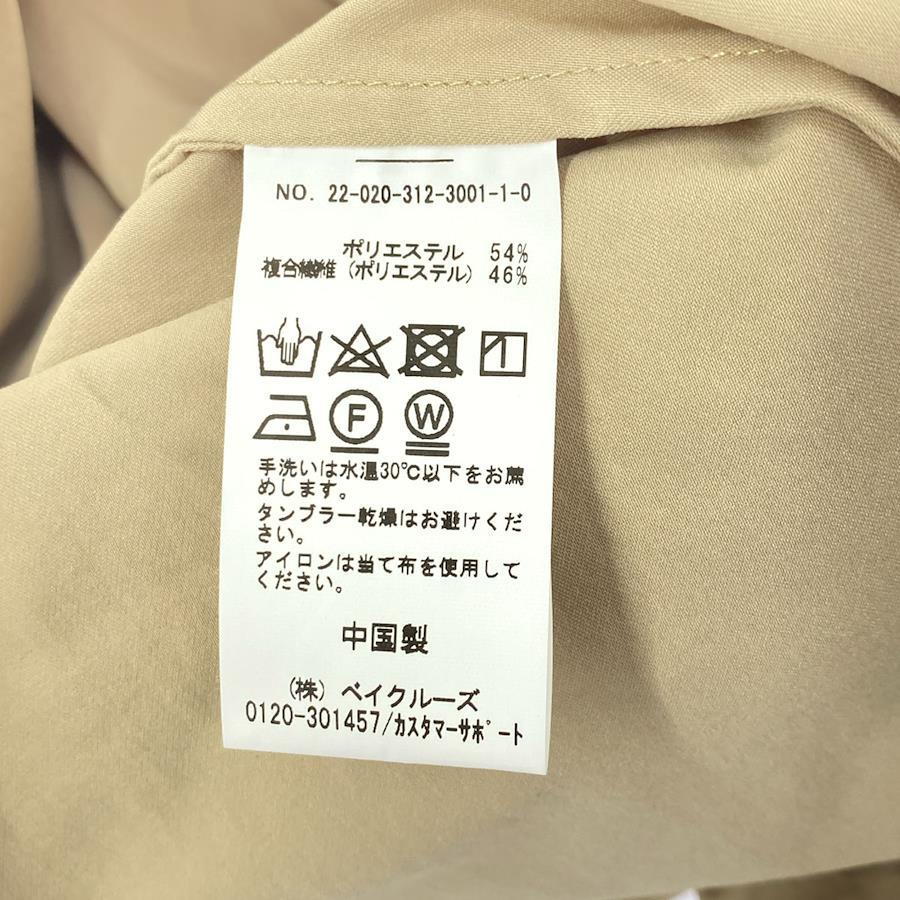 NO. 22-020-312-3001-1-0
ポリエステル 54%
複合繊維 (ポリエステル) 46%
F W
手洗いは水温30℃以下をお薦
めします。
タンブラー乾燥はお避けくだ
さい。
アイロンは当て布を使用して
ください。
中国製
(株) ベイクルーズ
0120-301457/カスタマーサポート